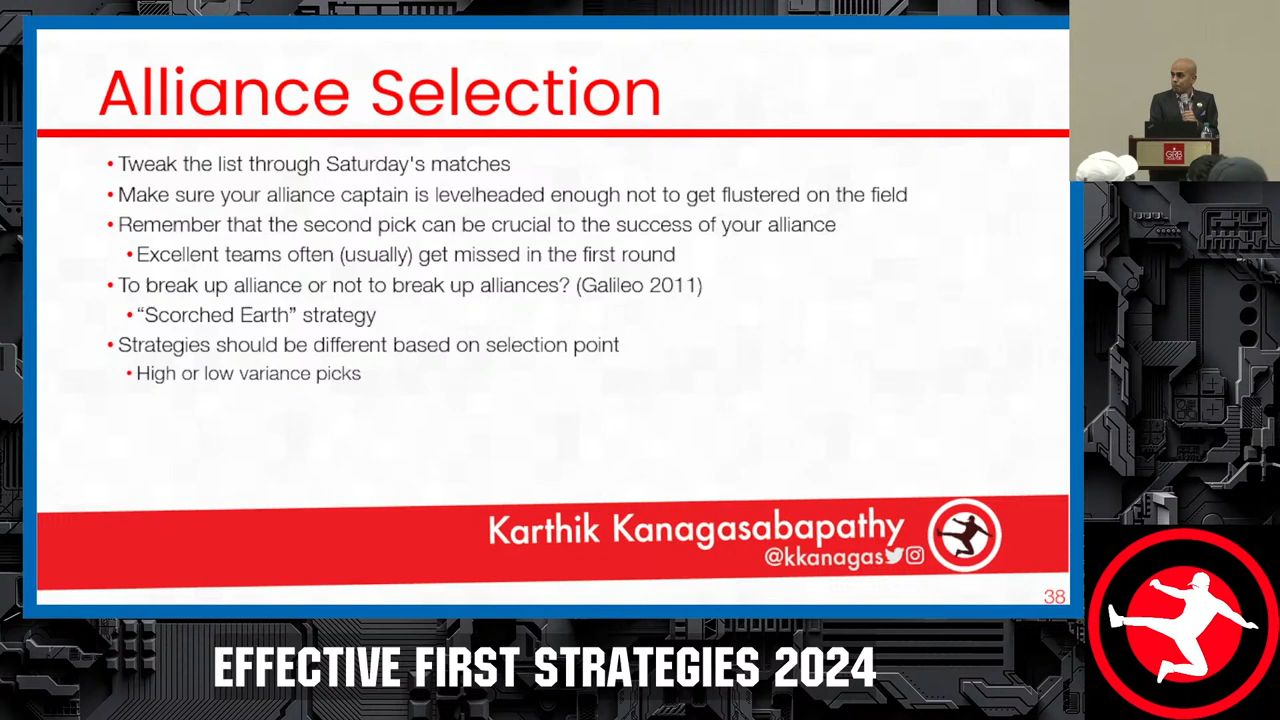 Alliance Selection
• Tweak the list through Saturday's matches
• Make sure your alliance captain is levelheaded enough not to get flustered on the field
• Remember that the second pick can be crucial to the success of your alliance
• Excellent teams often (usually) get missed in the first round
• To break up alliance or not to break up alliances? (Galileo 2011)
• “Scorched Earth” strategy
• Strategies should be different based on selection point
• High or low variance picks
Karthik Kanagasabapathy
@kkanagas
38
GRB
EFFECTIVE FIRST STRATEGIES 2024